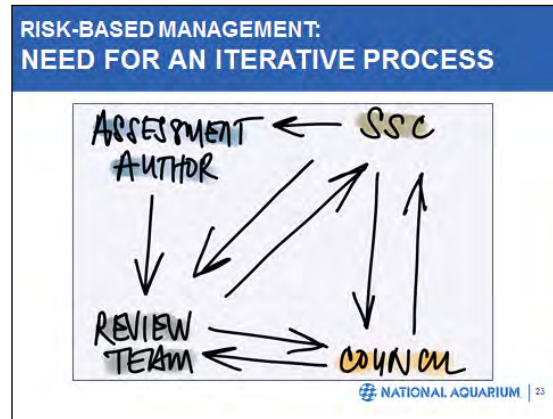 RISK-BASED MANAGEMENT:
NEED FOR AN ITERATIVE PROCESS
ASSESSMENT
AUTHOR
SSC
REVIEW
TEAM
COUNCIL
NATIONAL AQUARIUM | 23